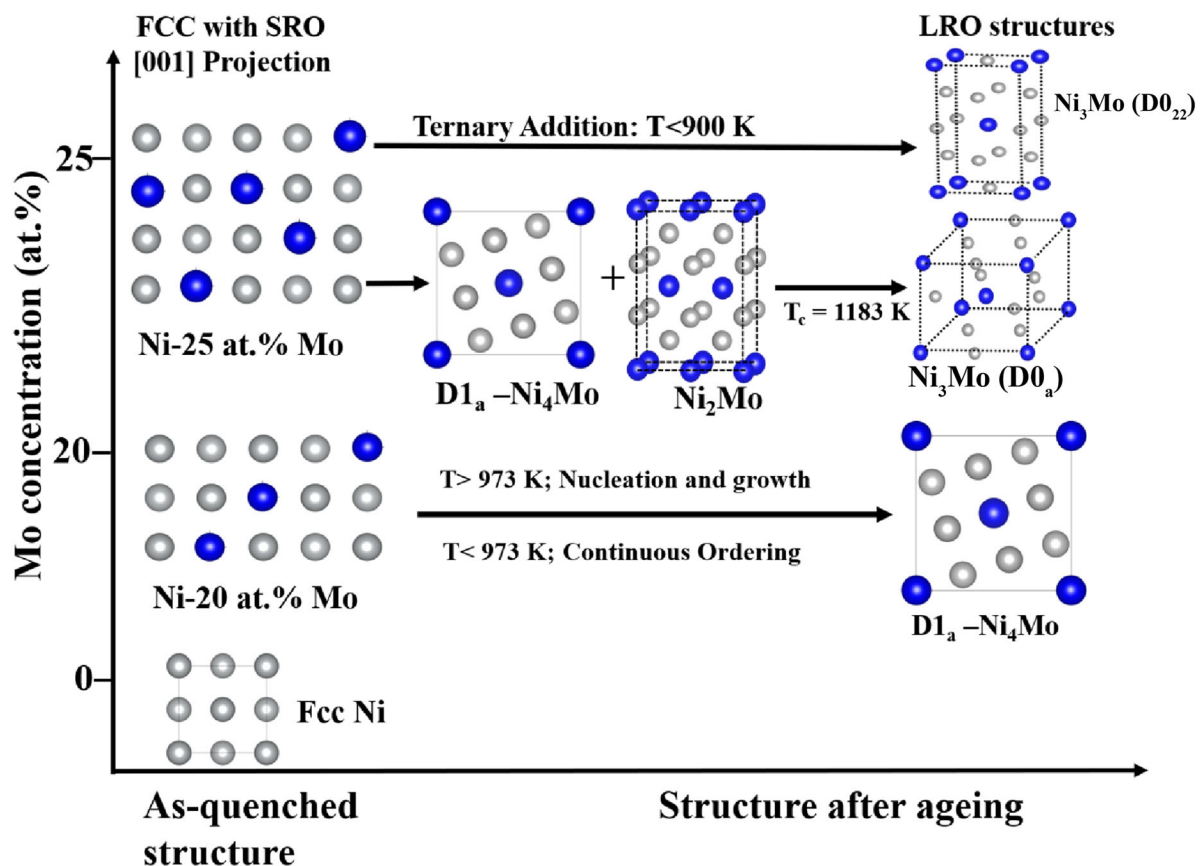 FCC with SRO
[001] Projection
LRO structures
Ni₃Mo (D0₂₂)
Ternary Addition: T<900 K
25
+
T꜀ = 1183 K
Ni-25 at.% Mo
D1ₐ –Ni₄Mo
Ni₂Mo
Ni₃Mo (D0ₐ)
Mo concentration (at.%)
20
T> 973 K; Nucleation and growth
T< 973 K; Continuous Ordering
Ni-20 at.% Mo
D1ₐ –Ni₄Mo
0
Fcc Ni
As-quenched
structure
Structure after ageing